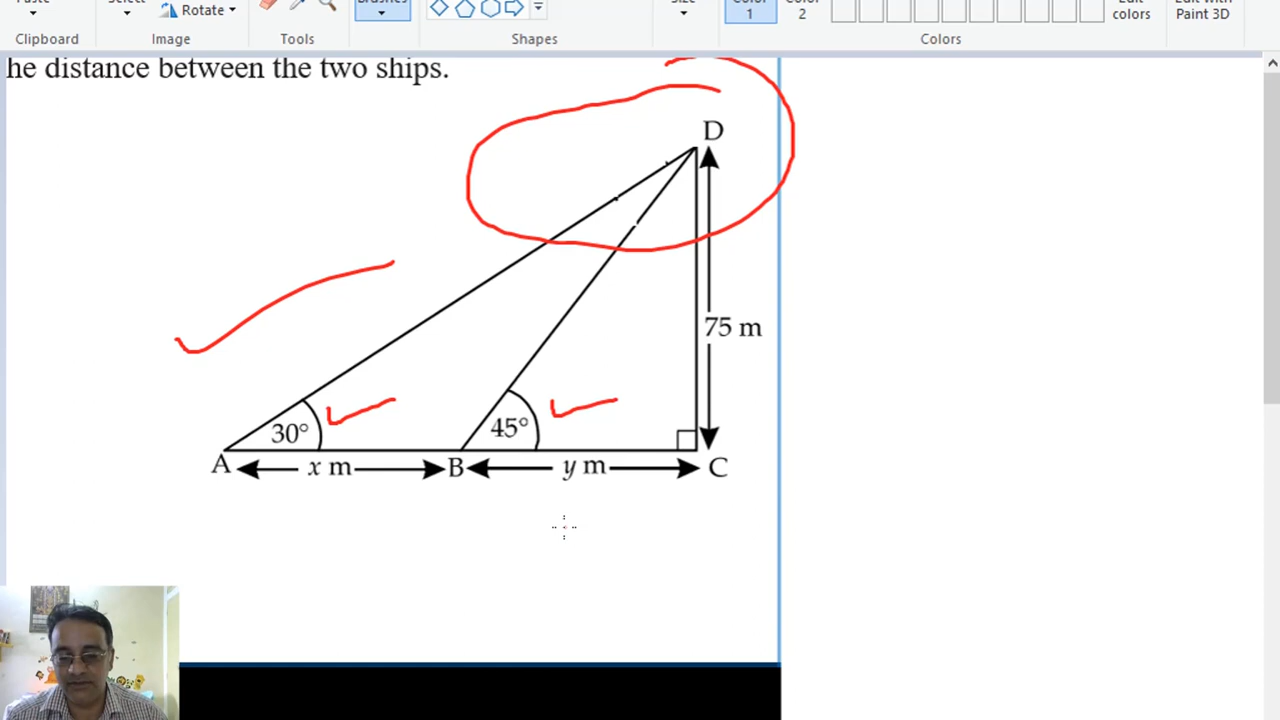 Rotate
Edit
colors
Edit with
Paint 3D
Color
1
2
Clipboard
Image
Tools
Shapes
Colors
he distance between the two ships.
D
75 m
30°
45°
A
x m
B
y m
C